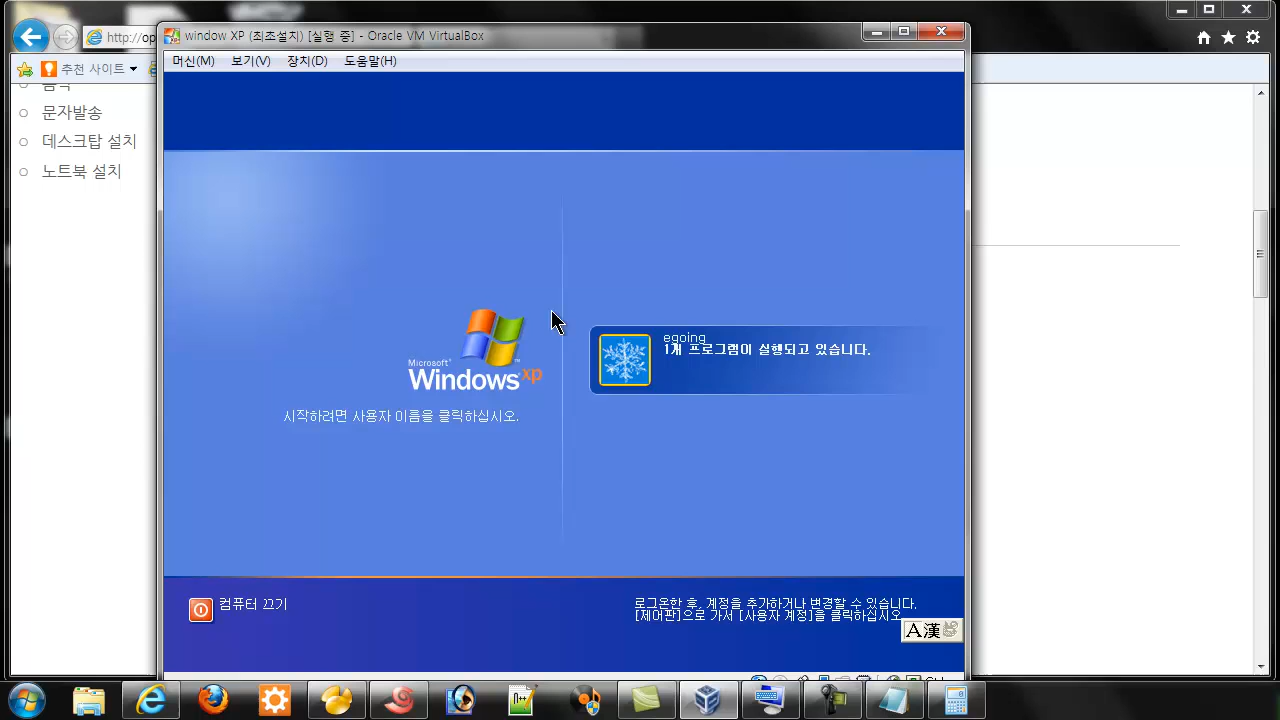 window XP (최초설치) [실행 중] - Oracle VM VirtualBox
http://op
추천 사이트
머신(M) 보기(V) 장치(D) 도움말(H)
음악
문자발송
데스크탑 설치
노트북 설치
egoing
1개 프로그램이 실행되고 있습니다.
Microsoft®
Windows xp
시작하려면 사용자 이름을 클릭하십시오.
컴퓨터 끄기
로그온한 후, 계정을 추가하거나 변경할 수 있습니다.
[제어판]으로 가서 [사용자 계정]을 클릭하십시오
A漢